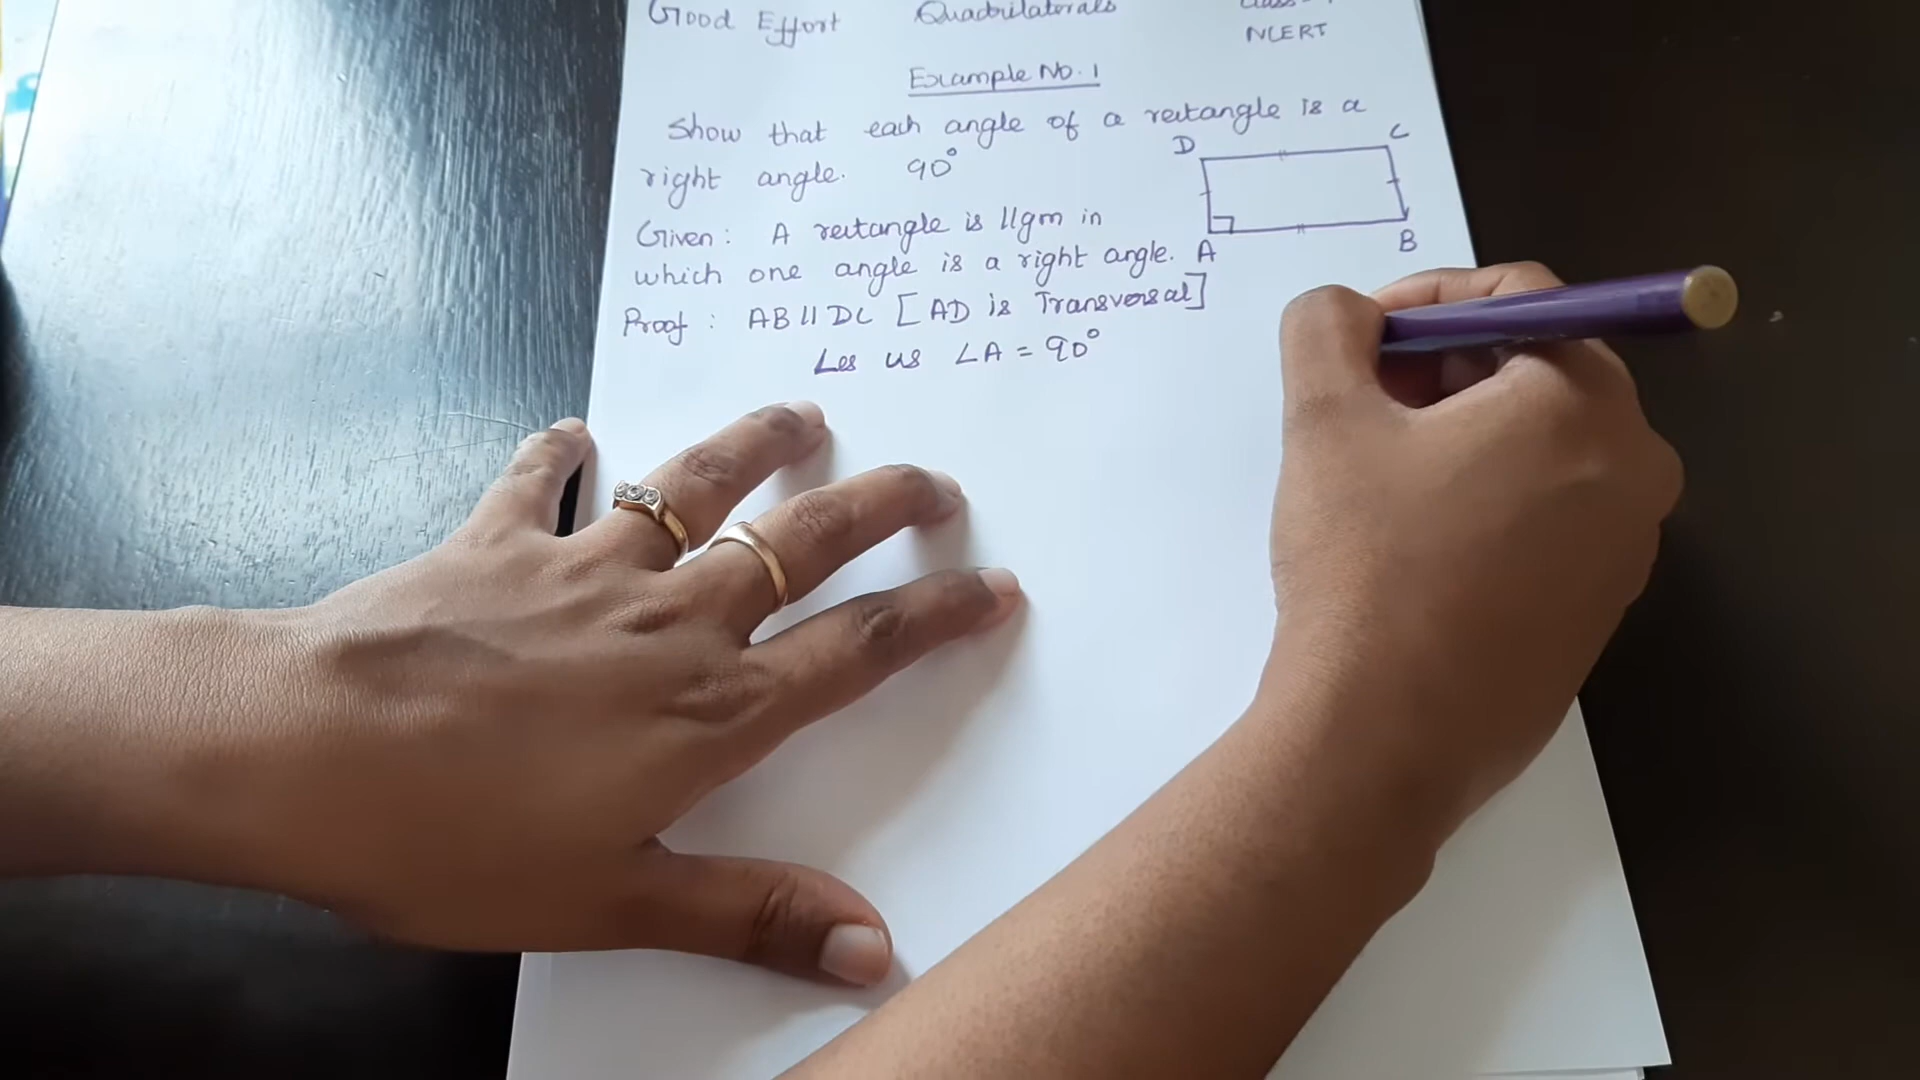 Good Effort Quadrilaterals
NCERT
Example No. 1
Show that each angle of a rectangle is a
right angle. 90°
D C
Given: A rectangle is llgm in
which one angle is a right angle. A B
Proof: AB ll DC [AD is Transversal]
Les us ∠A = 90°